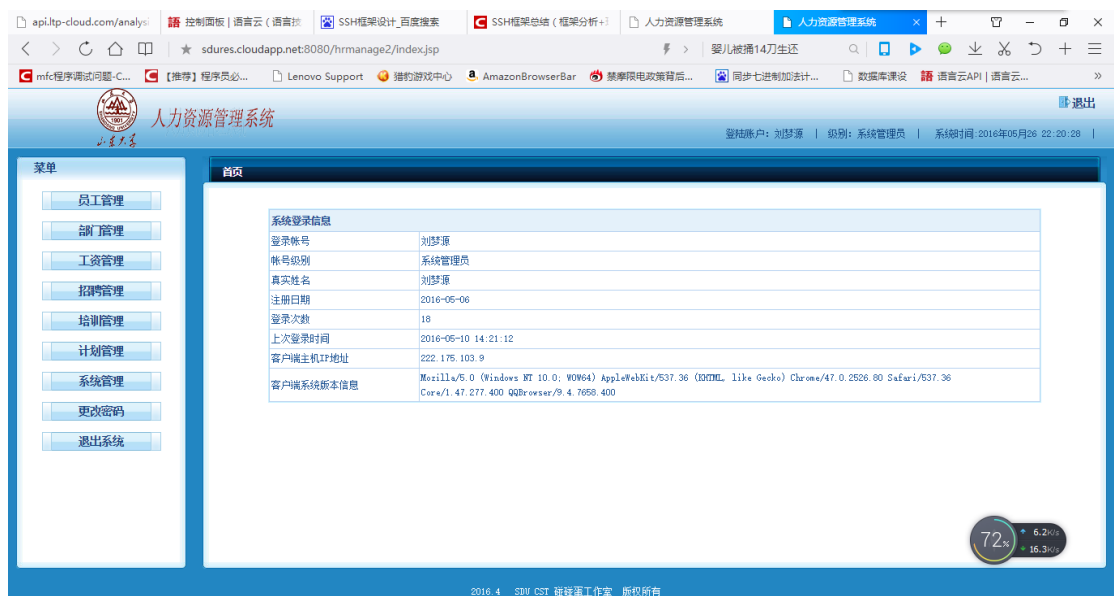 api.ltp-cloud.com/analys 控制面板 | 语言云 ( 语言技 SSH框架设计_百度搜索 SSH框架总结 ( 框架分析+ 人力资源管理系统 人力资源管理系统
sdures.cloudapp.net:8080/hrmanage2/index.jsp 婴儿被捅14刀生还
mfc程序调试问题-C... 【推荐】程序员必... Lenovo Support 猎豹游戏中心 AmazonBrowserBar 禁摩限电政策背后... 同步七进制加法计... 数据库课设 语言云API | 语言云... »
1901
山东大学
人力资源管理系统
退出
登陆账户: 刘梦源 | 级别: 系统管理员 | 系统时间:2016年05月26 22:20:28 |
菜单
员工管理
部门管理
工资管理
招聘管理
培训管理
计划管理
系统管理
更改密码
退出系统
首页
系统登录信息
登录帐号 刘梦源
帐号级别 系统管理员
真实姓名 刘梦源
注册日期 2016-05-06
登录次数 18
上次登录时间 2016-05-10 14:21:12
客户端主机IP地址 222.175.103.9
客户端系统版本信息 Mozilla/5.0 (Windows NT 10.0; WOW64) AppleWebKit/537.36 (KHTML, like Gecko) Chrome/47.0.2526.80 Safari/537.36
Core/1.47.277.400 QQBrowser/9.4.7658.400
72% 6.2K/s
16.3K/s
2016.4 SDU CST 碰碰蛋工作室 版权所有